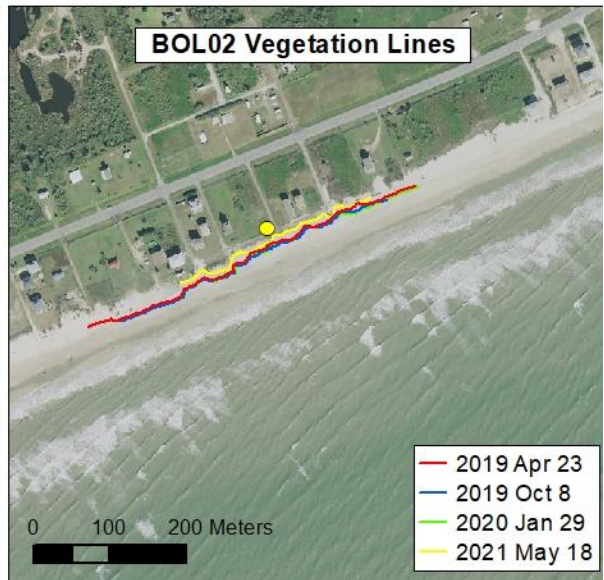 BOL02 Vegetation Lines
2019 Apr 23
2019 Oct 8
2020 Jan 29
2021 May 18
0 100 200 Meters